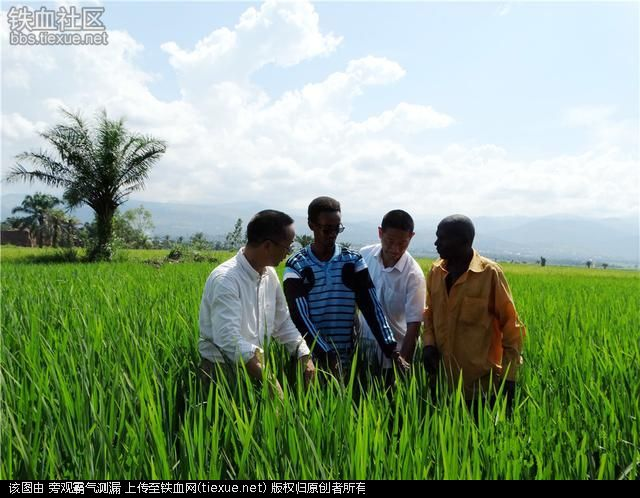 铁血社区
bbs.tiexue.net
该图由 旁观霸气测漏 上传至铁血网(tiexue.net) 版权归原创作者所有